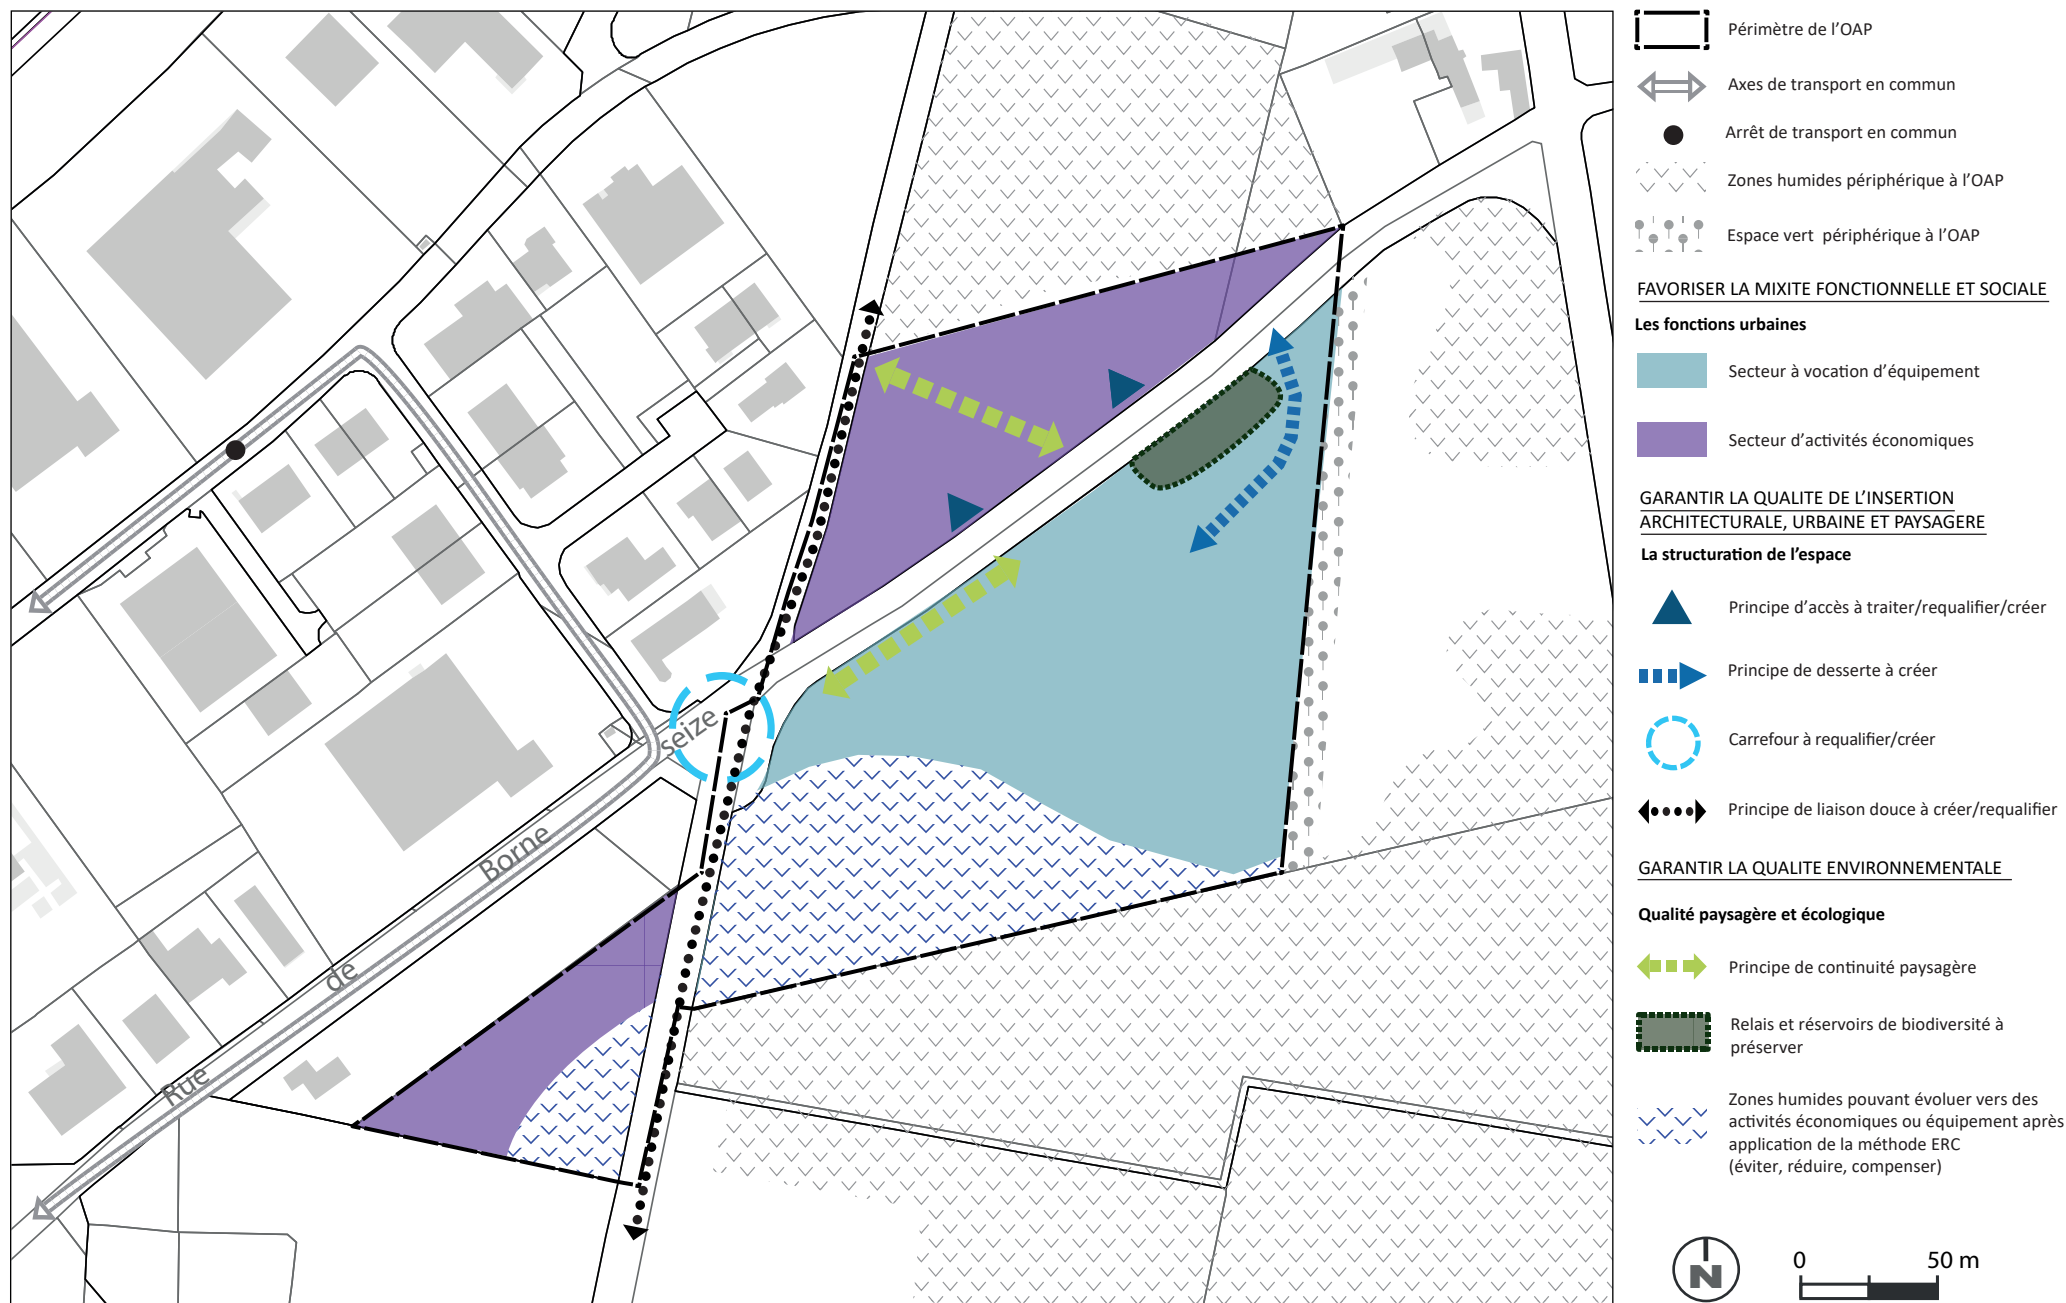 Rue de Borne seize
Périmètre de l'OAP
Axes de transport en commun
Arrêt de transport en commun
Zones humides périphérique à l'OAP
Espace vert périphérique à l'OAP
FAVORISER LA MIXITE FONCTIONNELLE ET SOCIALE
Les fonctions urbaines
Secteur à vocation d'équipement
Secteur d'activités économiques
GARANTIR LA QUALITE DE L'INSERTION
ARCHITECTURALE, URBAINE ET PAYSAGERE
La structuration de l'espace
Principe d'accès à traiter/requalifier/créer
Principe de desserte à créer
Carrefour à requalifier/créer
Principe de liaison douce à créer/requalifier
GARANTIR LA QUALITE ENVIRONNEMENTALE
Qualité paysagère et écologique
Principe de continuité paysagère
Relais et réservoirs de biodiversité à
préserver
Zones humides pouvant évoluer vers des
activités économiques ou équipement après
application de la méthode ERC
(éviter, réduire, compenser)
N
0 50 m